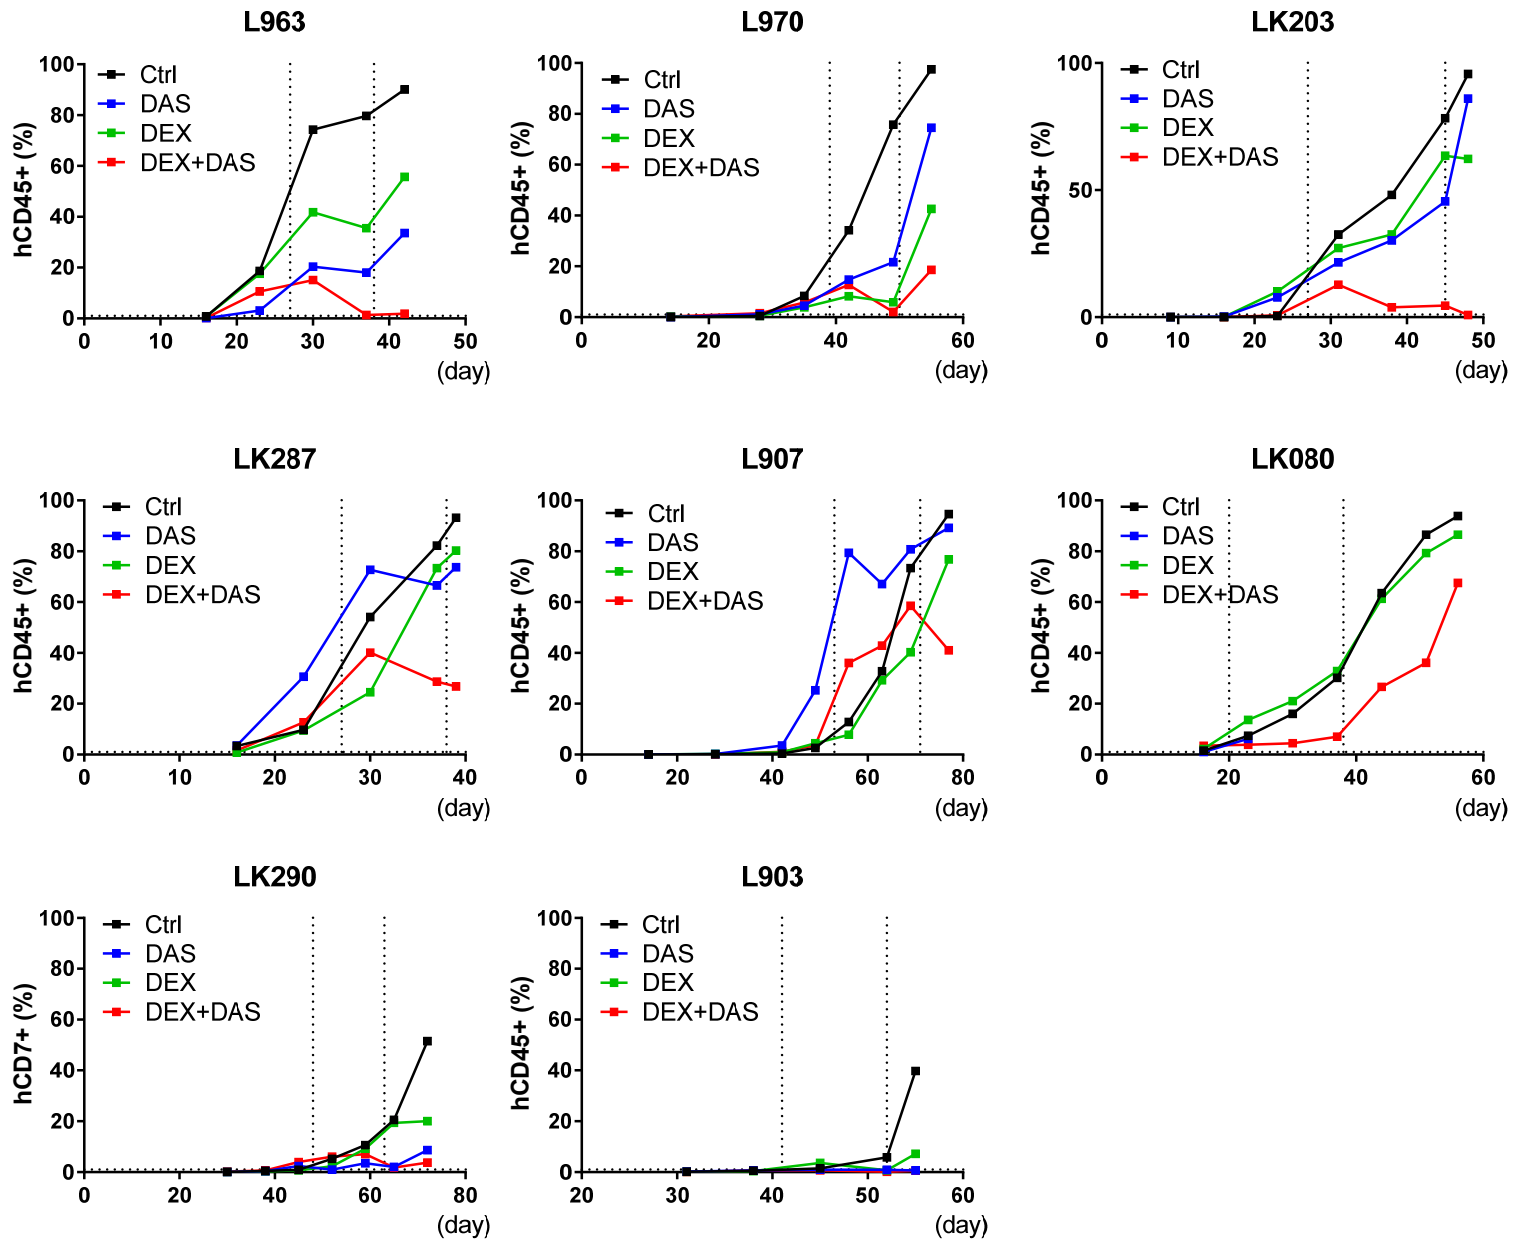 L963
hCD45+ (%)
100
80
60
40
20
0
Ctrl
DAS
DEX
DEX+DAS
0 10 20 30 40 50
(day)
L970
hCD45+ (%)
100
80
60
40
20
0
Ctrl
DAS
DEX
DEX+DAS
0 20 40 60
(day)
LK203
hCD45+ (%)
100
50
0
Ctrl
DAS
DEX
DEX+DAS
0 10 20 30 40 50
(day)
LK287
hCD45+ (%)
100
80
60
40
20
0
Ctrl
DAS
DEX
DEX+DAS
0 10 20 30 40
(day)
L907
hCD45+ (%)
100
80
60
40
20
0
Ctrl
DAS
DEX
DEX+DAS
0 20 40 60 80
(day)
LK080
hCD45+ (%)
100
80
60
40
20
0
Ctrl
DAS
DEX
DEX+DAS
0 20 40 60
(day)
LK290
hCD7+ (%)
100
80
60
40
20
0
Ctrl
DAS
DEX
DEX+DAS
0 20 40 60 80
(day)
L903
hCD45+ (%)
100
80
60
40
20
0
Ctrl
DAS
DEX
DEX+DAS
20 30 40 50 60
(day)